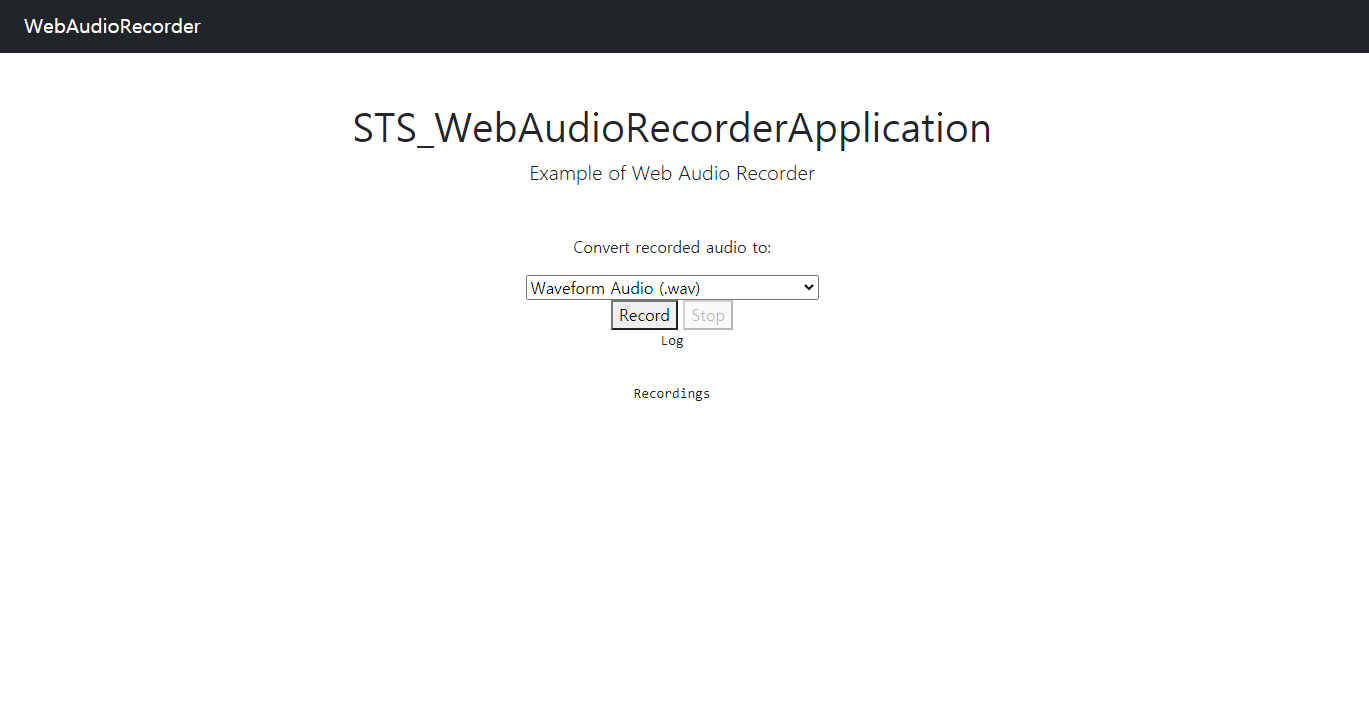 WebAudioRecorder
STS_WebAudioRecorderApplication
Example of Web Audio Recorder
Convert recorded audio to:
Waveform Audio (.wav)
Record Stop
Log
Recordings